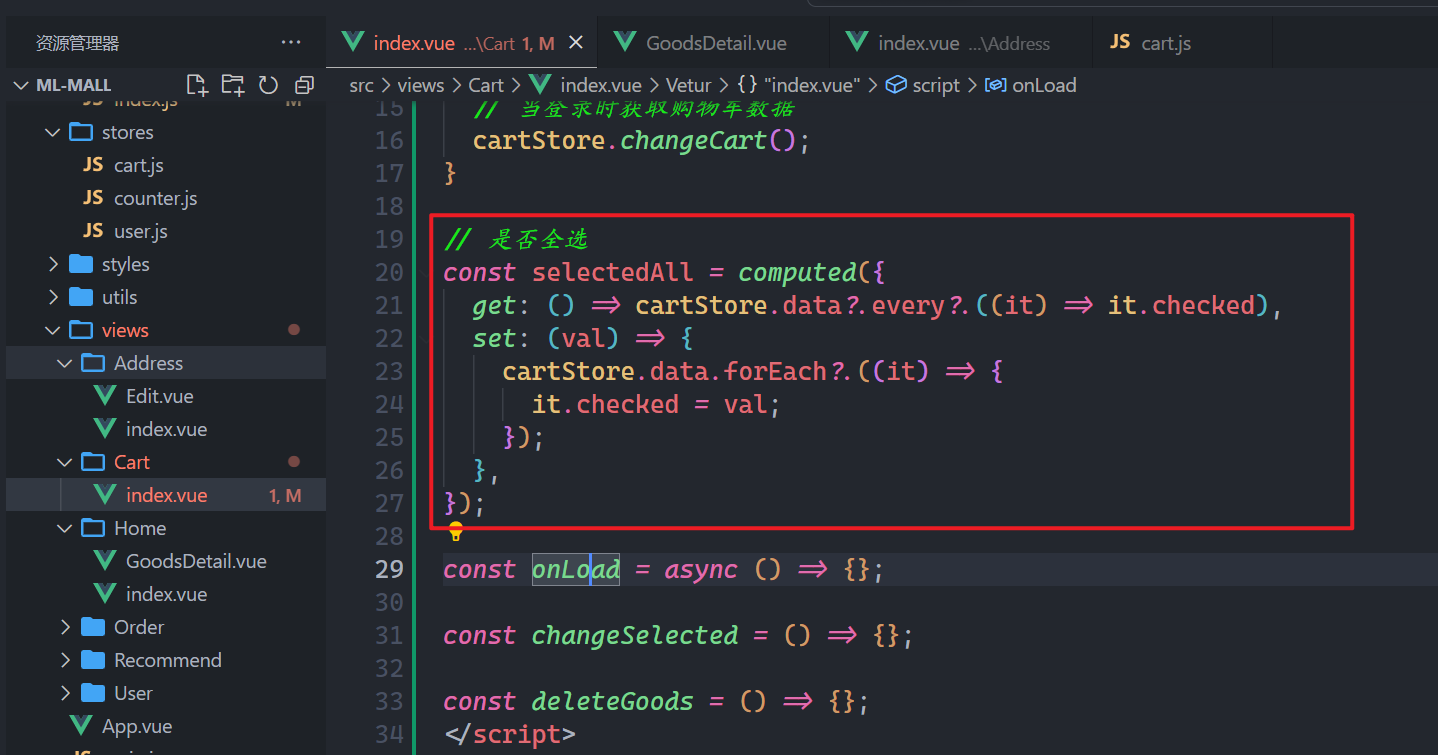 资源管理器
···
index.vue ...\Cart 1, M
GoodsDetail.vue
index.vue ...\Address
JS cart.js
ML-MALL
src > views > Cart > index.vue > Vetur > {} "index.vue" > script > onLoad
JS index.js M
stores
JS cart.js
JS counter.js
JS user.js
styles
utils
views
Address
Edit.vue
index.vue
Cart
index.vue 1, M
Home
GoodsDetail.vue
index.vue
Order
Recommend
User
App.vue
15 // 当登录时获取购物车数据
16 cartStore.changeCart();
17 }
18
19 // 是否全选
20 const selectedAll = computed({
21 get: () => cartStore.data?.every?.((it) => it.checked),
22 set: (val) => {
23 cartStore.data.forEach?.((it) => {
24 it.checked = val;
25 });
26 },
27 });
28
29 const onLoad = async () => {};
30
31 const changeSelected = () => {};
32
33 const deleteGoods = () => {};
34 </script>